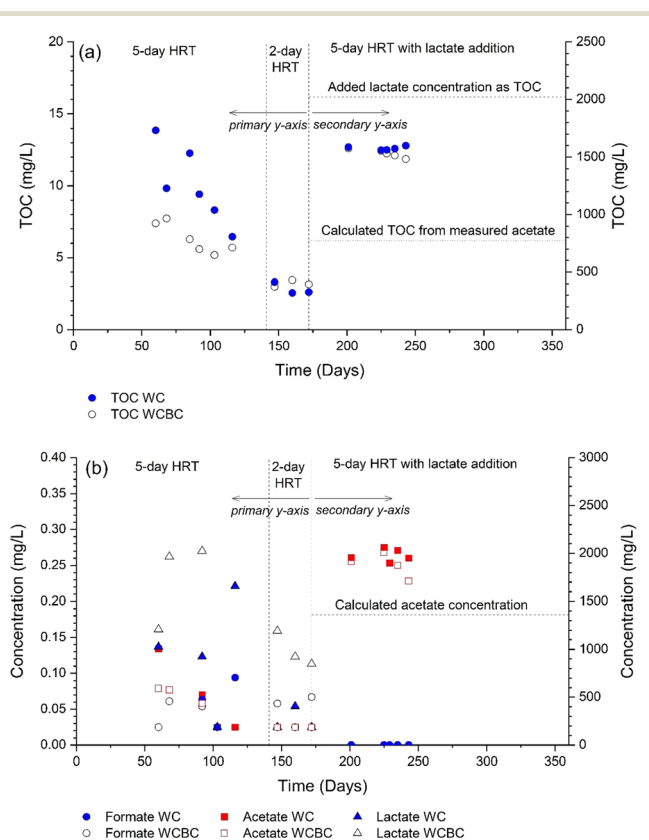 (a)
5-day HRT
2-day
HRT
5-day HRT with lactate addition
Added lactate concentration as TOC
primary y-axis
secondary y-axis
Calculated TOC from measured acetate
TOC (mg/L)
20
15
10
5
0
TOC (mg/L)
2500
2000
1500
1000
500
0
0 50 100 150 200 250 300 350
Time (Days)
TOC WC
TOC WCBC
(b)
5-day HRT
2-day
HRT
5-day HRT with lactate addition
primary y-axis
secondary y-axis
Calculated acetate concentration
Concentration (mg/L)
0.40
0.35
0.30
0.25
0.20
0.15
0.10
0.05
0.00
Concentration (mg/L)
3000
2500
2000
1500
1000
500
0
0 50 100 150 200 250 300 350
Time (Days)
Formate WC Acetate WC Lactate WC
Formate WCBC Acetate WCBC Lactate WCBC